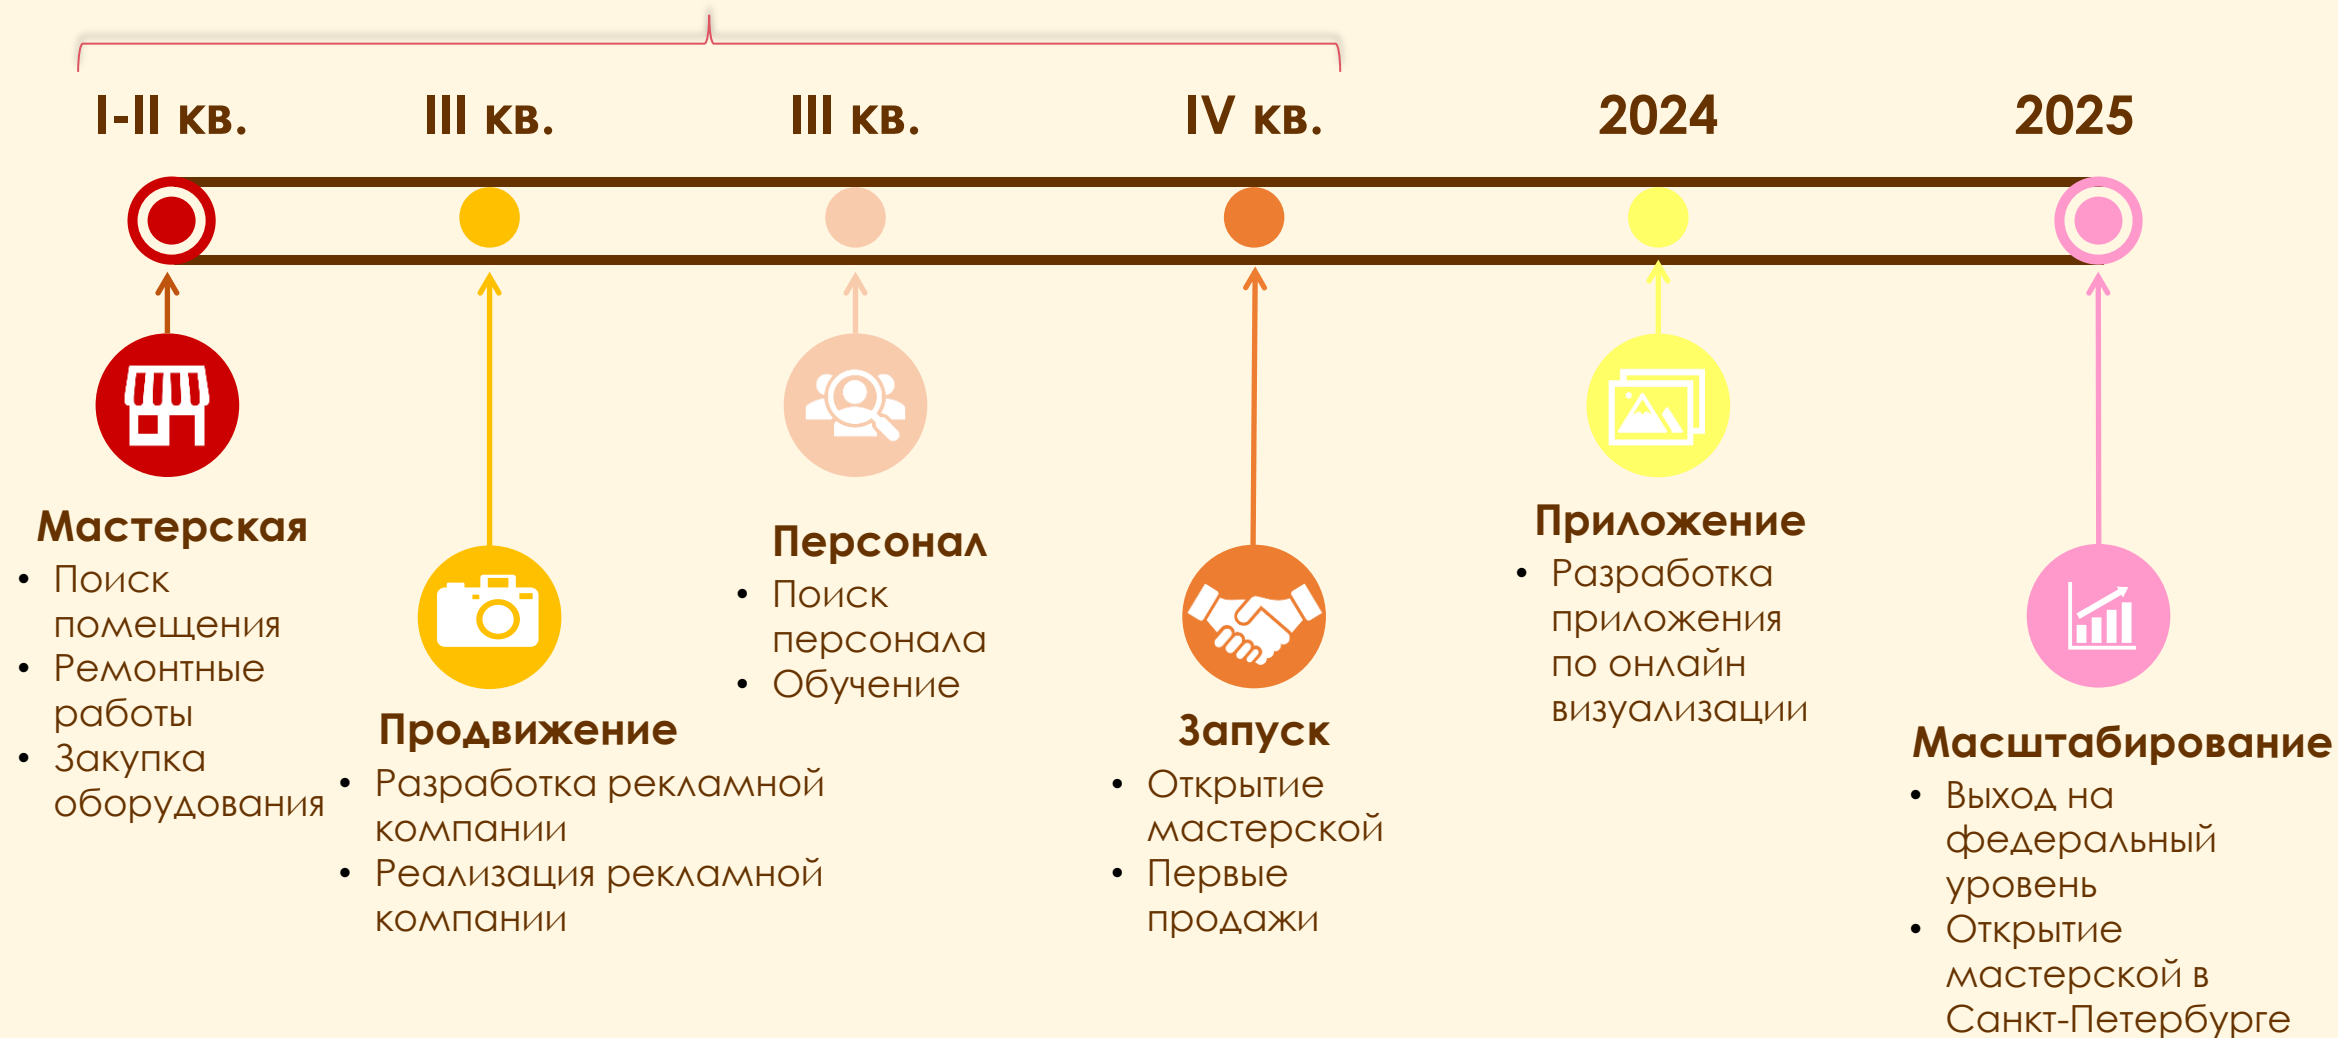 I-II кв.
III кв.
III кв.
IV кв.
2024
2025
Мастерская
• Поиск
помещения
• Ремонтные
работы
• Закупка
оборудования
Продвижение
• Разработка рекламной
компании
• Реализация рекламной
компании
Персонал
• Поиск
персонала
• Обучение
Запуск
• Открытие
мастерской
• Первые
продажи
Приложение
• Разработка
приложения
по онлайн
визуализации
Масштабирование
• Выход на
федеральный
уровень
• Открытие
мастерской в
Санкт-Петербурге